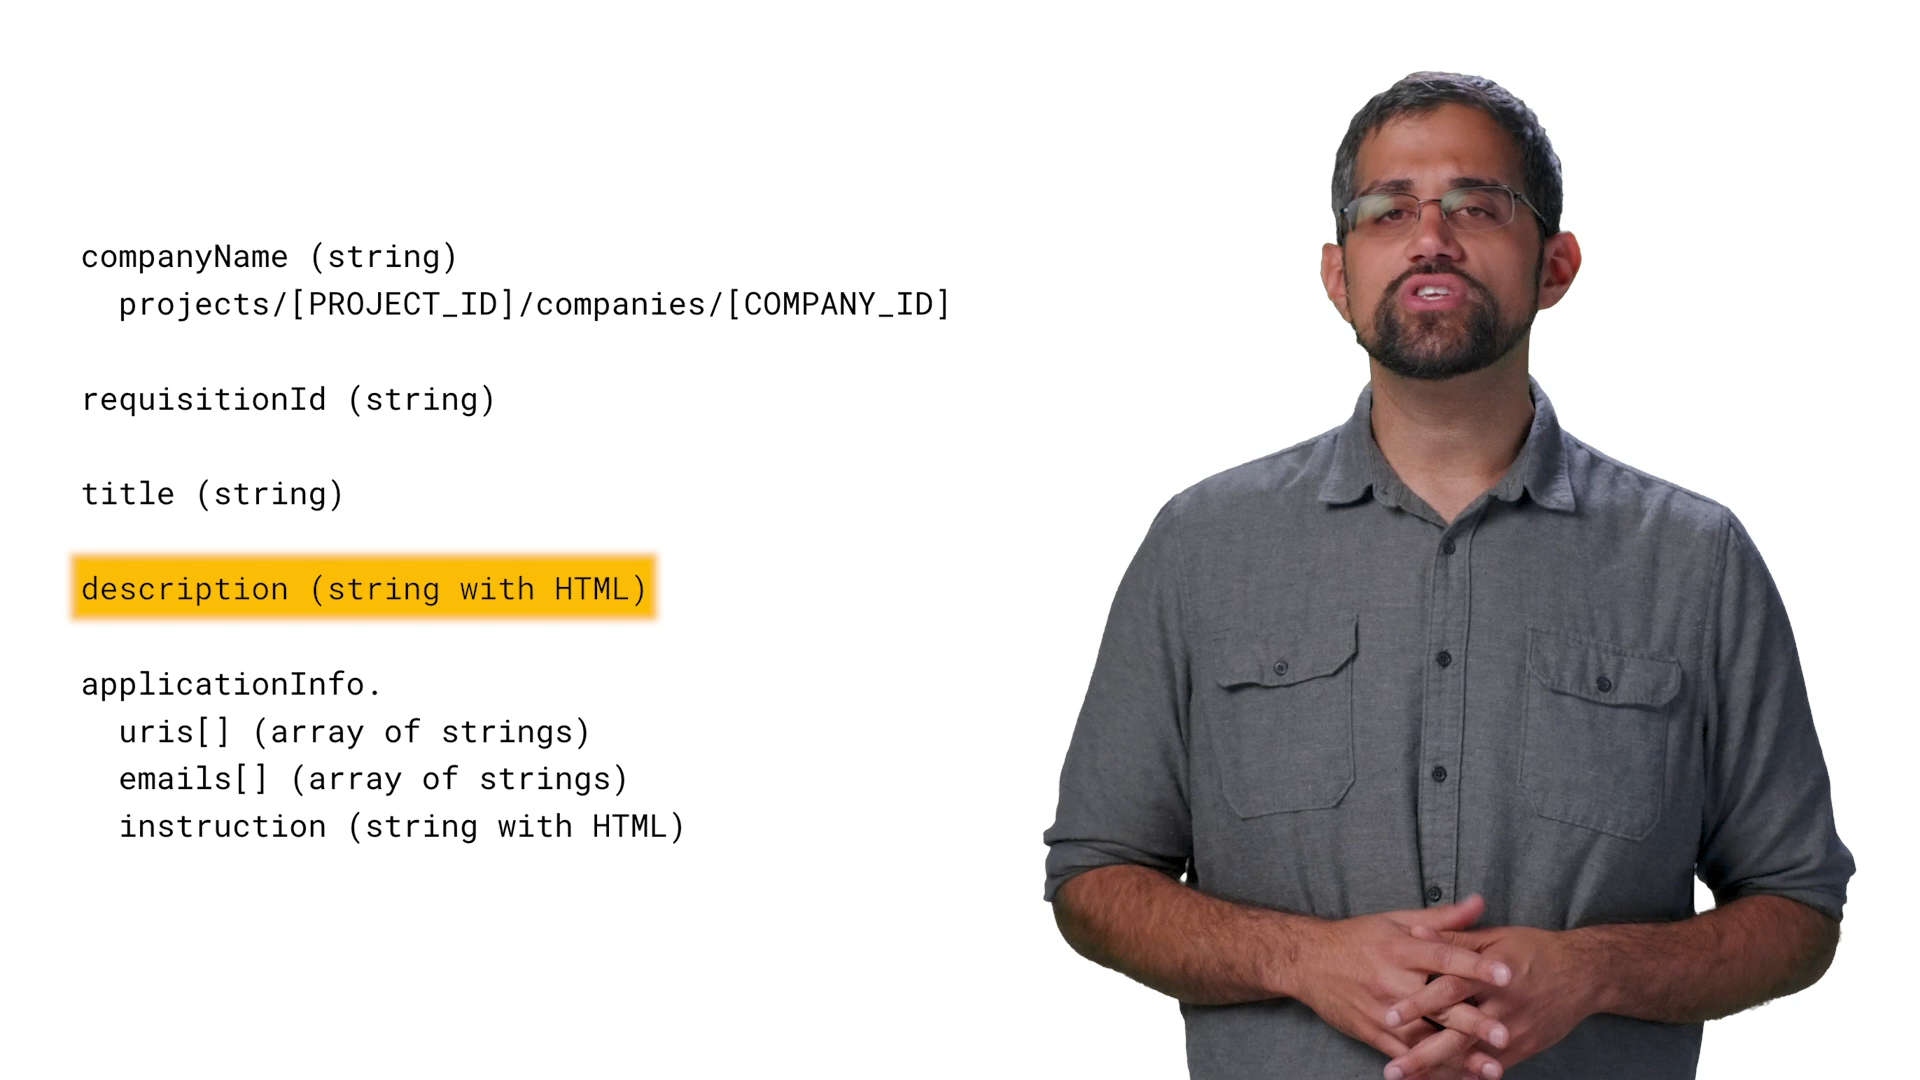 companyName (string)
projects/[PROJECT_ID]/companies/[COMPANY_ID]
requisitionId (string)
title (string)
description (string with HTML)
applicationInfo.
uris[] (array of strings)
emails[] (array of strings)
instruction (string with HTML)